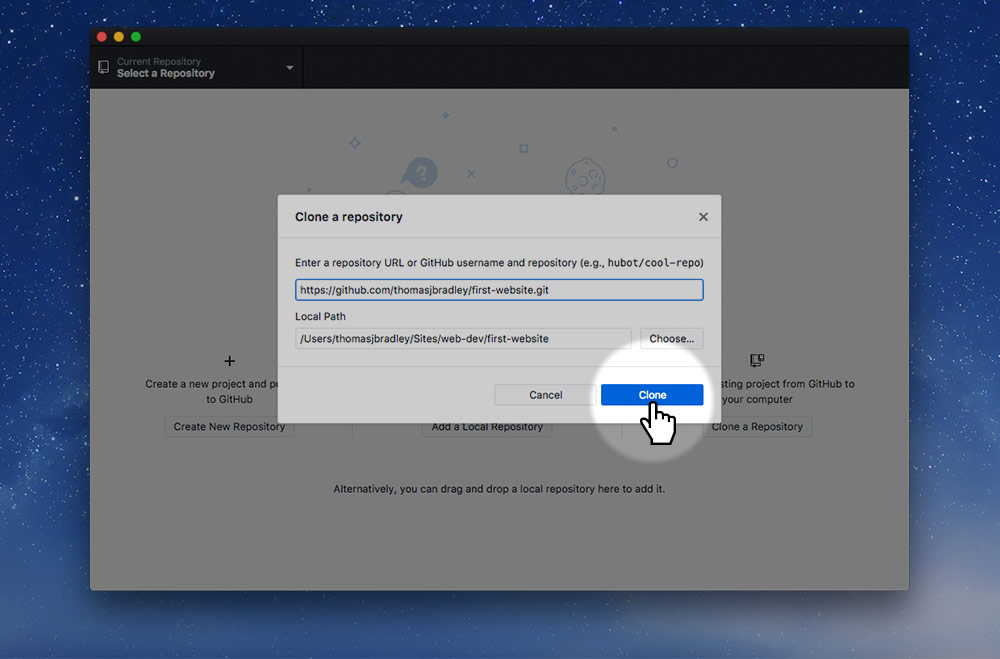 Current Repository
Select a Repository
Clone a repository
Enter a repository URL or GitHub username and repository (e.g., hubot/cool-repo)
https://github.com/thomasjbradley/first-website.git
Local Path
/Users/thomasjbradley/Sites/web-dev/first-website
Choose...
Cancel
Clone
Create a new project and
to GitHub
Create New Repository
Add a Local Repository
project from GitHub to
your computer
Clone a Repository
Alternatively, you can drag and drop a local repository here to add it.